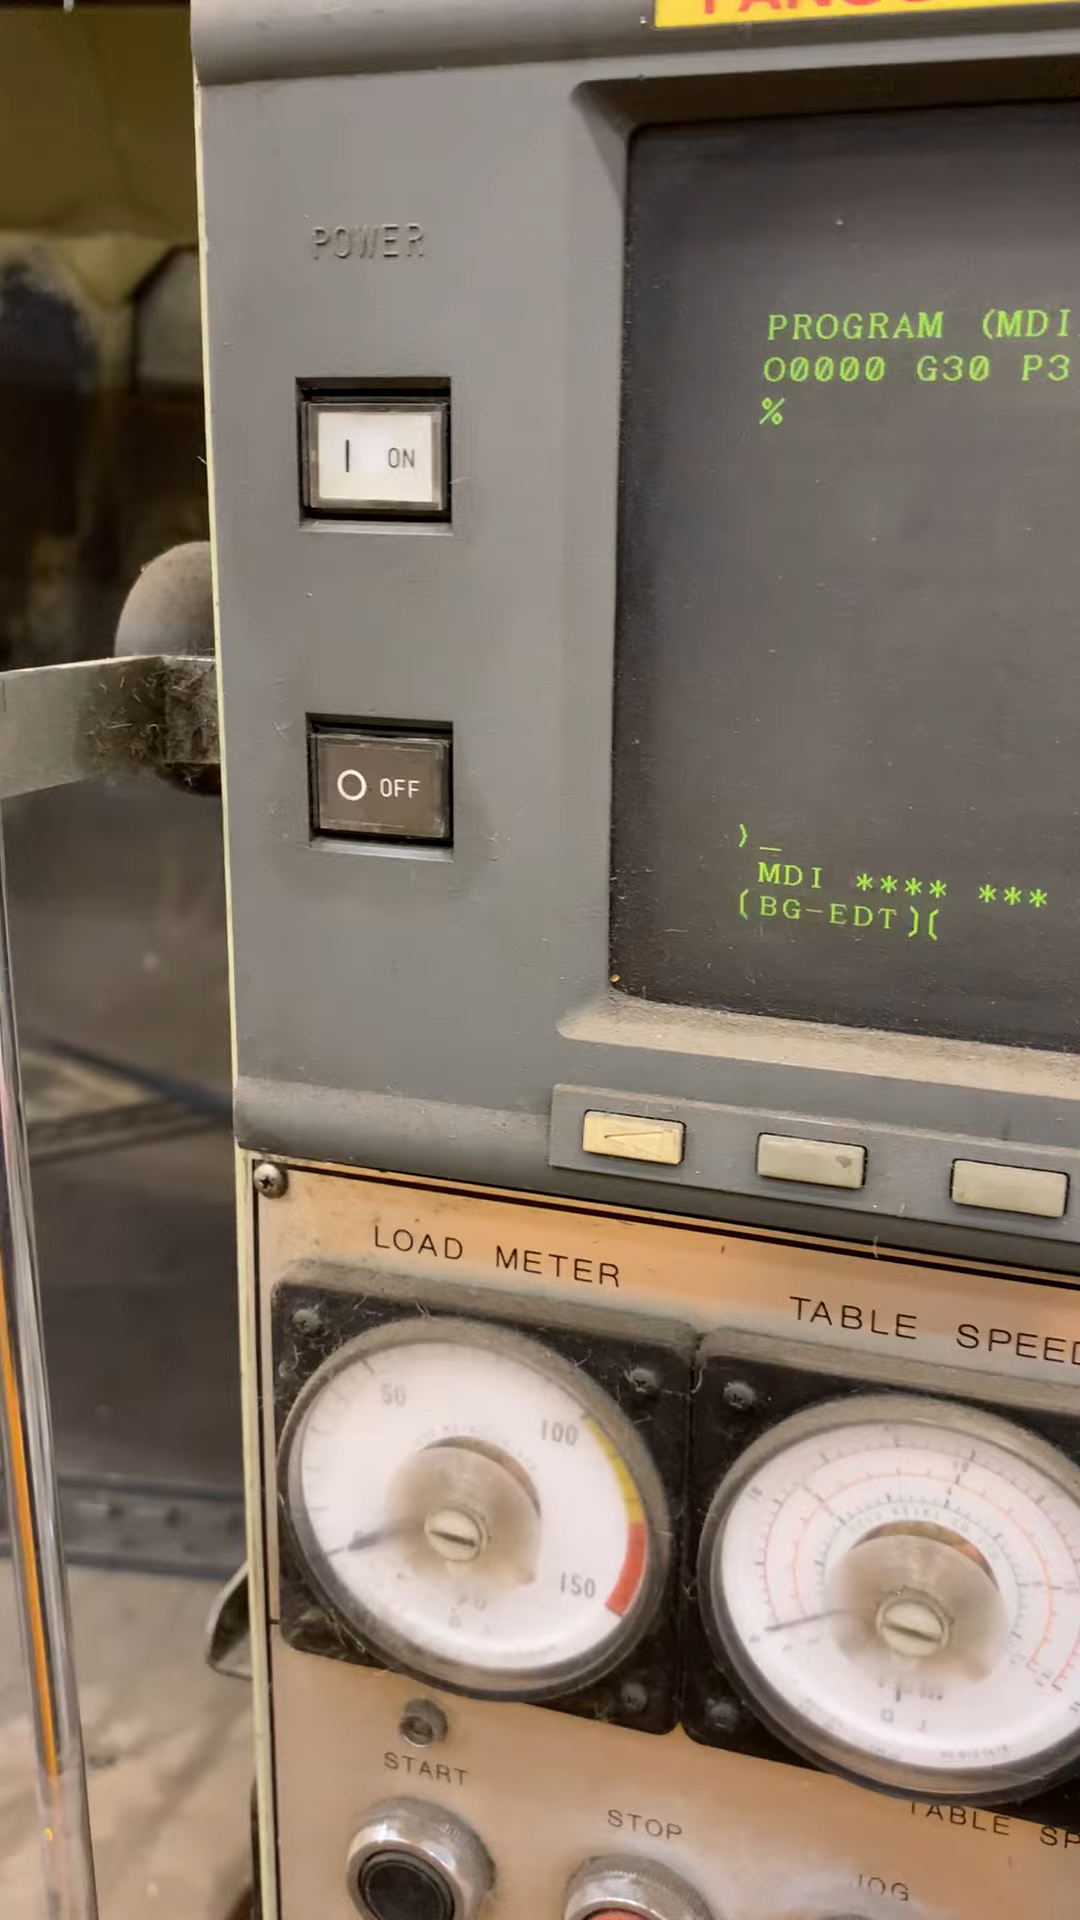 POWER
PROGRAM (MDI
O0000 G30 P3
%
| ON
O OFF
>_
MDI **** ***
(BG-EDT)(
LOAD METER
TABLE SPEED
50
100
150
0
START
STOP
TABLE SP
JOG